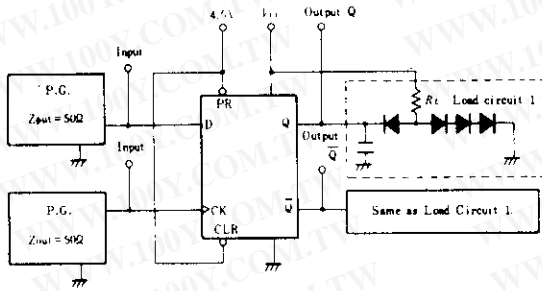 4.5V Output Q
Input
P.G.
Zout = 50Ω
PR
D
Q
RL Load circuit 1
Output
Q̅
Input
P.G.
Zout = 50Ω
CK
Q̅
CLR
Same as Load Circuit 1.
WWW.100Y.COM.TW